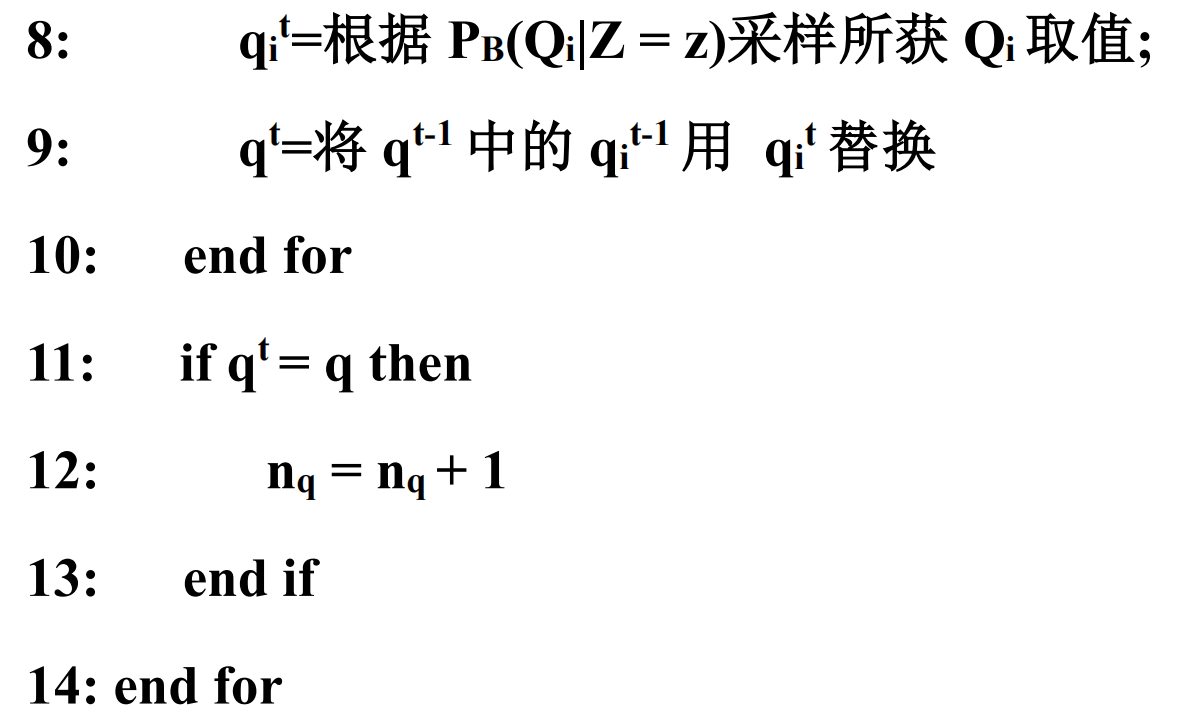 8: qᵢᵗ=根据 P_B(Qᵢ|Z = z)采样所获 Qᵢ 取值;
9: qᵗ=将 qᵗ⁻¹ 中的 qᵢᵗ⁻¹ 用 qᵢᵗ 替换
10: end for
11: if qᵗ = q then
12: n_q = n_q + 1
13: end if
14: end for